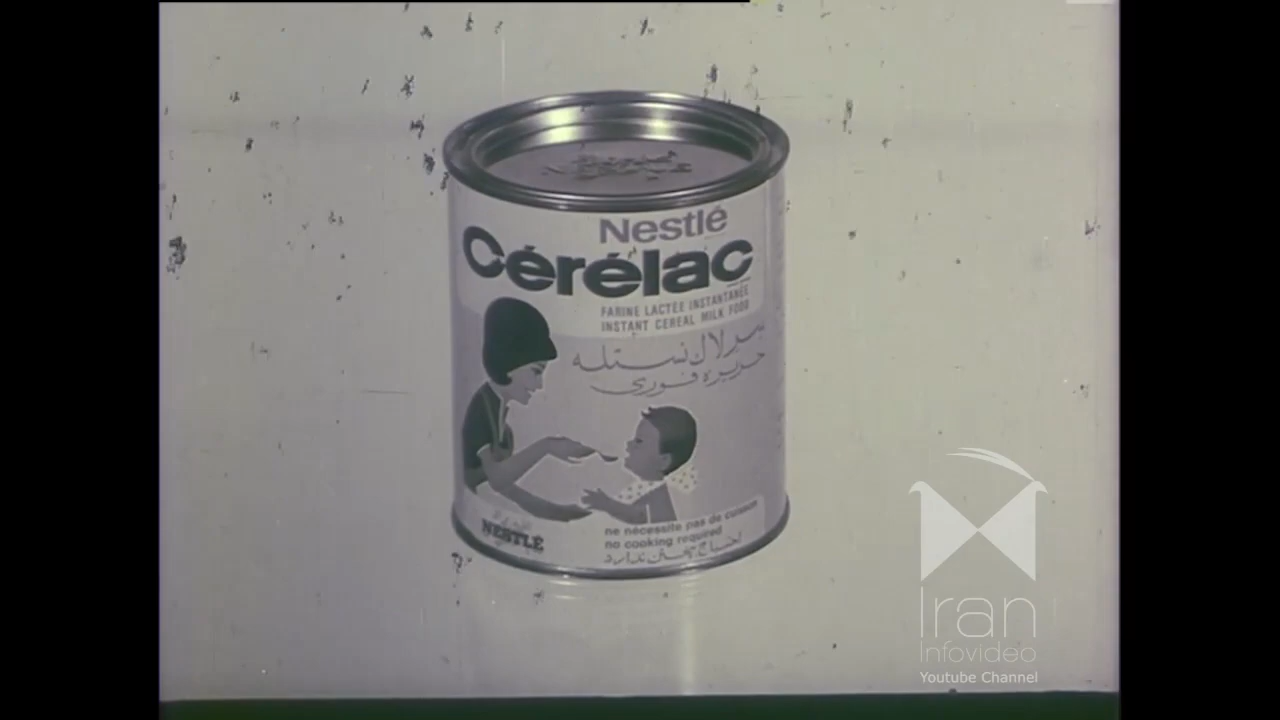 Nestlé
Cérélac
FARINE LACTÉE INSTANTANÉE
INSTANT CEREAL MILK FOOD
سرلاک نستله
حریره فوری
NESTLÉ
ne nécessite pas de cuisson
no cooking required
احتیاج بپختن ندارد
Iran
Infovideo
Youtube Channel